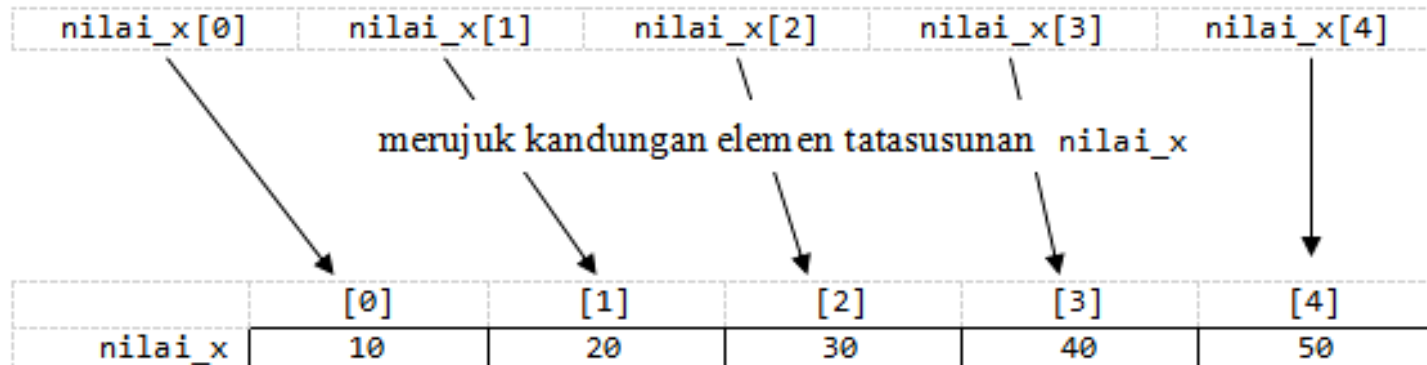 nilai_x[0] nilai_x[1] nilai_x[2] nilai_x[3] nilai_x[4]
merujuk kandungan elemen tatasusunan nilai_x
[0] [1] [2] [3] [4]
nilai_x 10 20 30 40 50